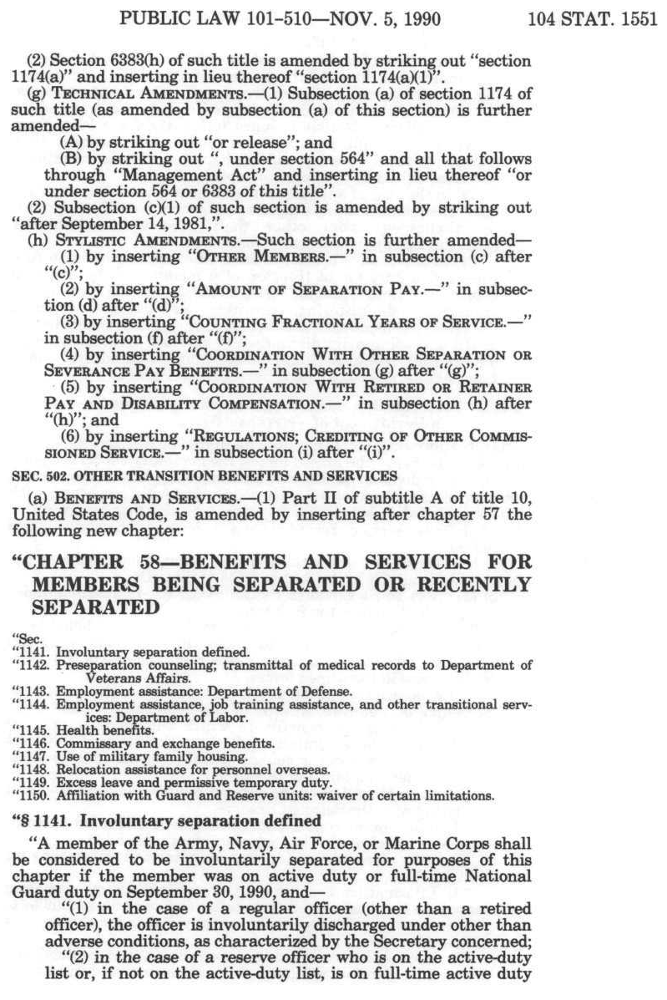 PUBLIC LAW 101-510—NOV. 5, 1990 104 STAT. 1551
(2) Section 6383(h) of such title is amended by striking out “section
1174(a)” and inserting in lieu thereof “section 1174(a)(1)”.
(g) TECHNICAL AMENDMENTS.—(1) Subsection (a) of section 1174 of
such title (as amended by subsection (a) of this section) is further
amended—
(A) by striking out “or release”; and
(B) by striking out “, under section 564” and all that follows
through “Management Act” and inserting in lieu thereof “or
under section 564 or 6383 of this title”.
(2) Subsection (c)(1) of such section is amended by striking out
“after September 14, 1981,”.
(h) STYLISTIC AMENDMENTS.—Such section is further amended—
(1) by inserting “OTHER MEMBERS.—” in subsection (c) after
“(c)”;
(2) by inserting “AMOUNT OF SEPARATION PAY.—” in subsec-
tion (d) after “(d)”;
(3) by inserting “COUNTING FRACTIONAL YEARS OF SERVICE.—”
in subsection (f) after “(f)”;
(4) by inserting “COORDINATION WITH OTHER SEPARATION OR
SEVERANCE PAY BENEFITS.—” in subsection (g) after “(g)”;
(5) by inserting “COORDINATION WITH RETIRED OR RETAINER
PAY AND DISABILITY COMPENSATION.—” in subsection (h) after
“(h)”; and
(6) by inserting “REGULATIONS; CREDITING OF OTHER COMMIS-
SIONED SERVICE.—” in subsection (i) after “(i)”.
SEC. 502. OTHER TRANSITION BENEFITS AND SERVICES
(a) BENEFITS AND SERVICES.—(1) Part II of subtitle A of title 10,
United States Code, is amended by inserting after chapter 57 the
following new chapter:
“CHAPTER 58—BENEFITS AND SERVICES FOR
MEMBERS BEING SEPARATED OR RECENTLY
SEPARATED
“Sec.
“1141. Involuntary separation defined.
“1142. Preseparation counseling; transmittal of medical records to Department of
Veterans Affairs.
“1143. Employment assistance: Department of Defense.
“1144. Employment assistance, job training assistance, and other transitional serv-
ices: Department of Labor.
“1145. Health benefits.
“1146. Commissary and exchange benefits.
“1147. Use of military family housing.
“1148. Relocation assistance for personnel overseas.
“1149. Excess leave and permissive temporary duty.
“1150. Affiliation with Guard and Reserve units: waiver of certain limitations.
“§ 1141. Involuntary separation defined
“A member of the Army, Navy, Air Force, or Marine Corps shall
be considered to be involuntarily separated for purposes of this
chapter if the member was on active duty or full-time National
Guard duty on September 30, 1990, and—
“(1) in the case of a regular officer (other than a retired
officer), the officer is involuntarily discharged under other than
adverse conditions, as characterized by the Secretary concerned;
“(2) in the case of a reserve officer who is on the active-duty
list or, if not on the active-duty list, is on full-time active duty